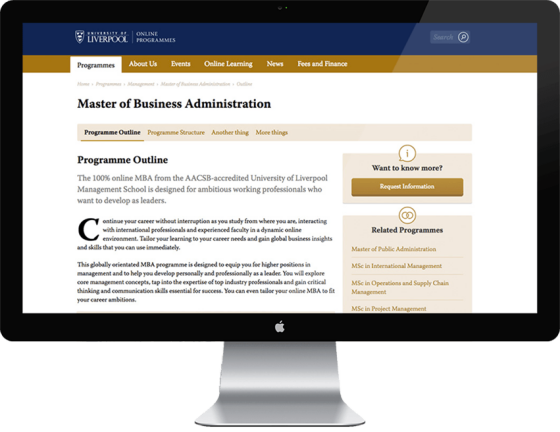 UNIVERSITY OF
LIVERPOOL
ONLINE
PROGRAMMES
Search
Programmes About Us Events Online Learning News Fees and Finance
Home > Programmes > Management > Master of Business Administration > Outline
Master of Business Administration
Programme Outline Programme Structure Another thing More things
Programme Outline
The 100% online MBA from the AACSB-accredited University of Liverpool
Management School is designed for ambitious working professionals who
want to develop as leaders.
Continue your career without interruption as you study from where you are, interacting
with international professionals and experienced faculty in a dynamic online
environment. Tailor your learning to your career needs and gain global business insights
and skills that you can use immediately.
This globally orientated MBA programme is designed to equip you for higher positions in
management and to help you develop personally and professionally as a leader. You will explore
core management concepts, tap into the expertise of top industry professionals and gain critical
thinking and communication skills essential for success. You can even tailor your online MBA to fit
your career ambitions.
i
Want to know more?
Request Information
Related Programmes
Master of Public Administration
MSc in International Management
MSc in Operations and Supply Chain
Management
MSc in Project Management